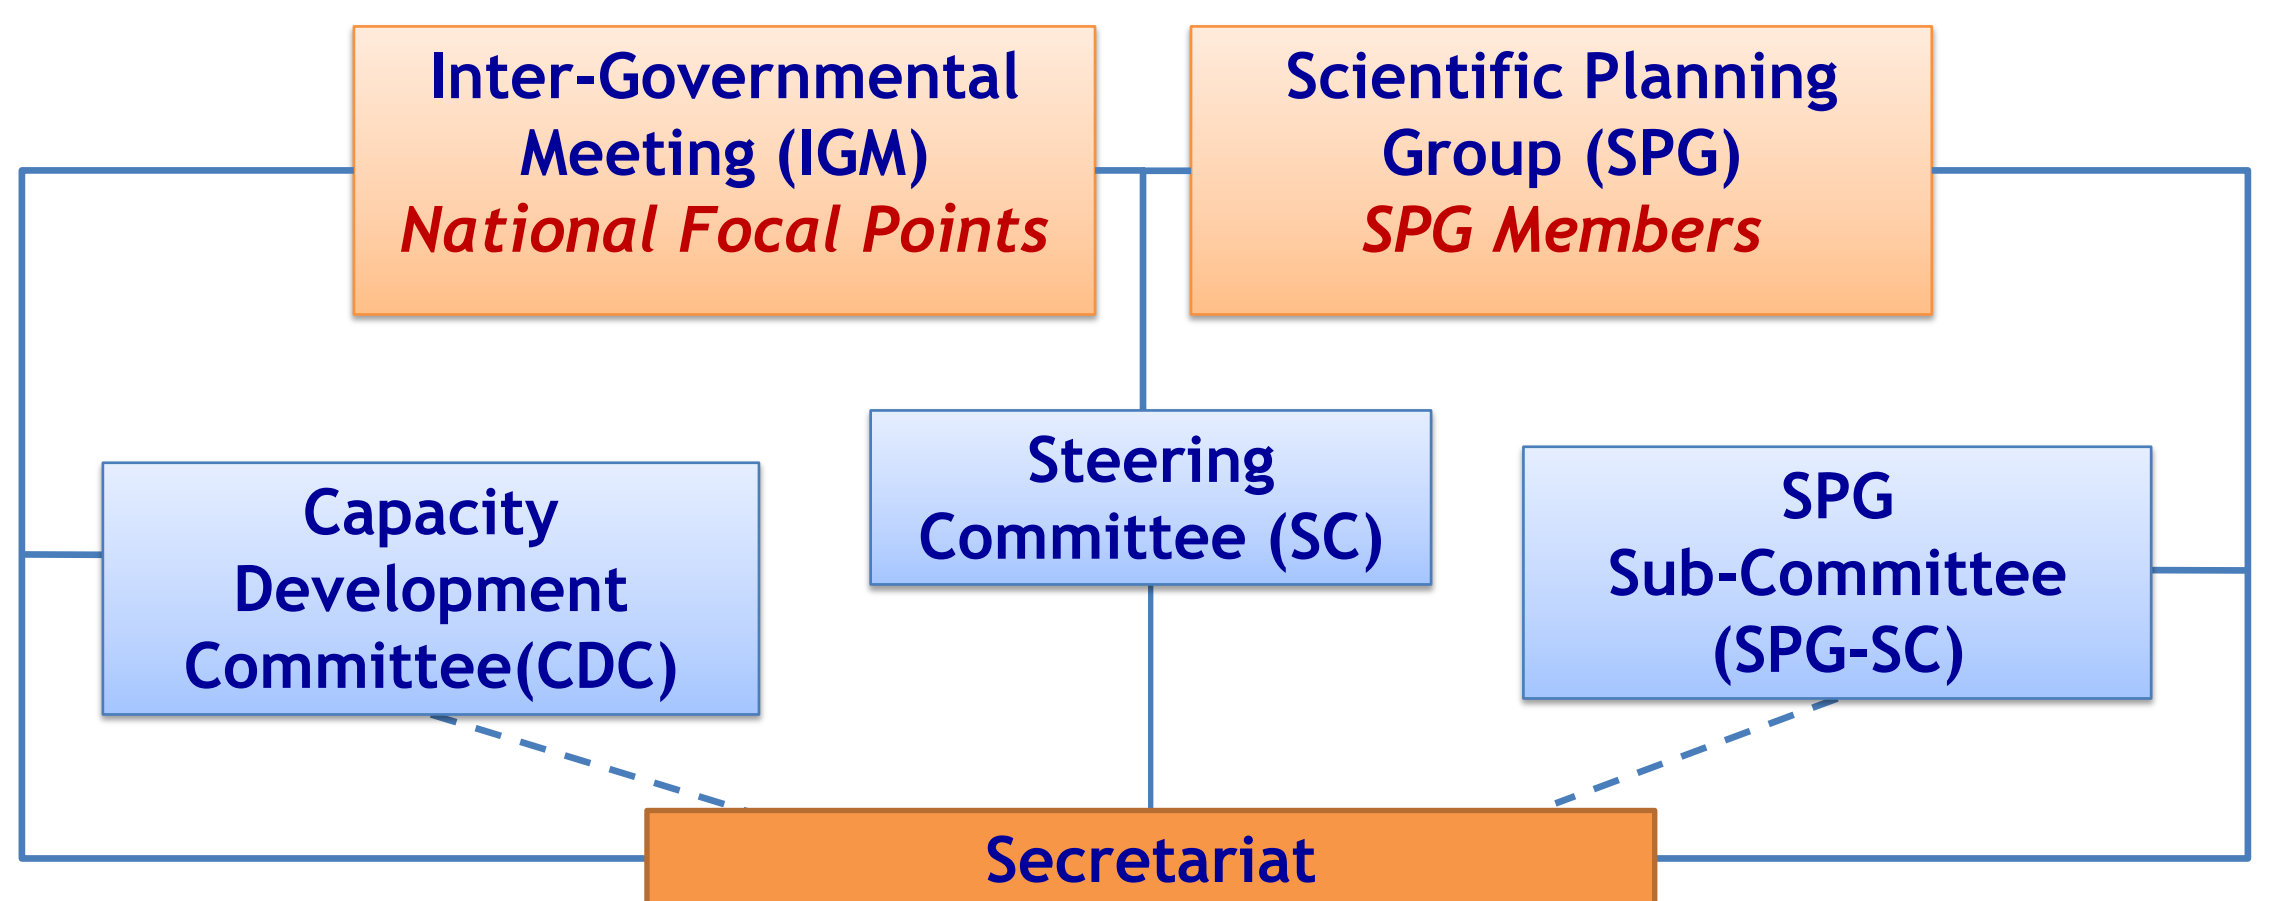 Inter-Governmental
Meeting (IGM)
National Focal Points
Scientific Planning
Group (SPG)
SPG Members
Capacity
Development
Committee(CDC)
Steering
Committee (SC)
SPG
Sub-Committee
(SPG-SC)
Secretariat